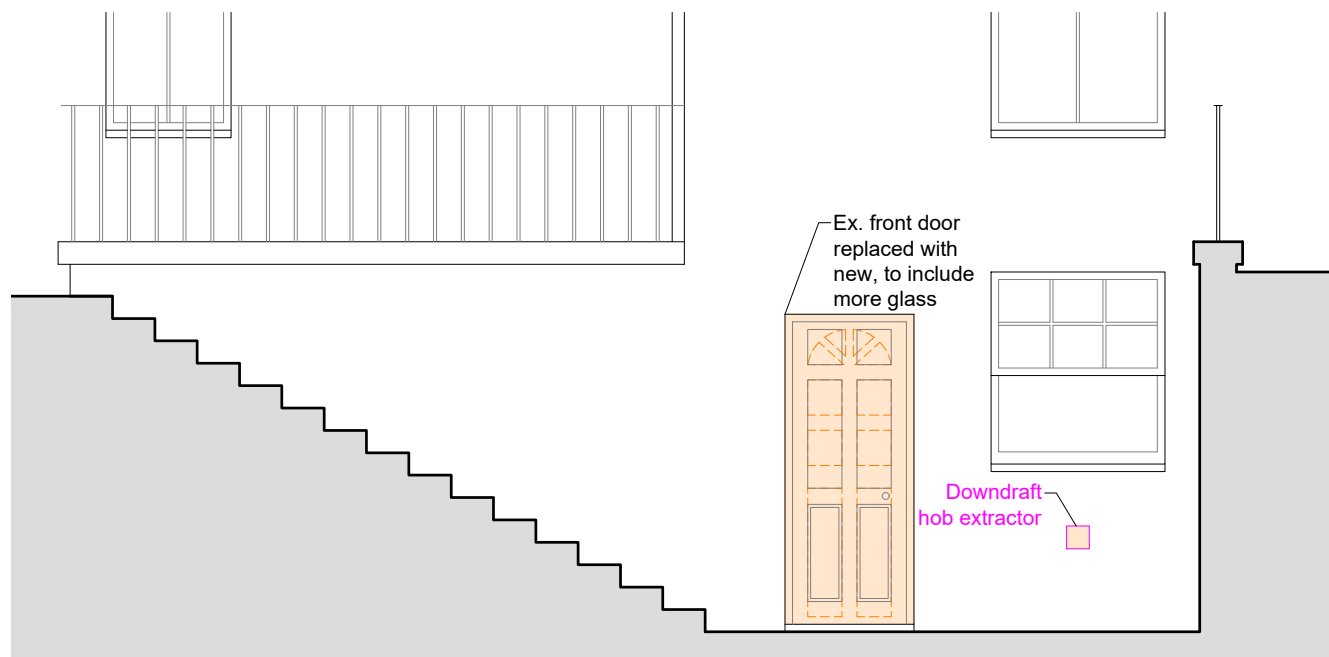 Ex. front door
replaced with
new, to include
more glass
Downdraft
hob extractor